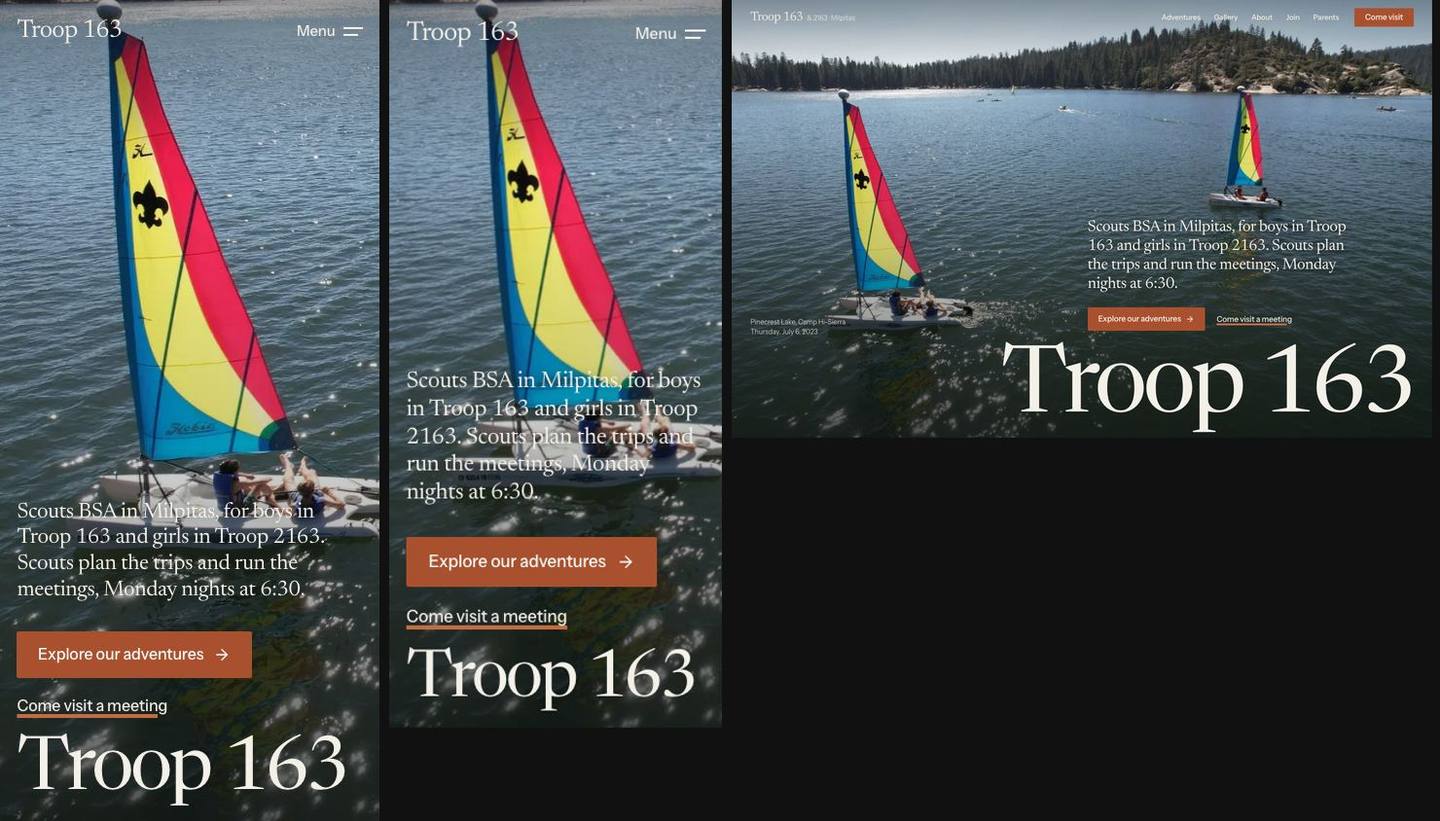 Troop 163
Menu
Hobie
Scouts BSA in Milpitas, for boys in
Troop 163 and girls in Troop 2163.
Scouts plan the trips and run the
meetings, Monday nights at 6:30.
Explore our adventures →
Come visit a meeting
Troop 163
Troop 163
Menu
Scouts BSA in Milpitas, for boys
in Troop 163 and girls in Troop
2163. Scouts plan the trips and
run the meetings, Monday
nights at 6:30.
Explore our adventures →
Come visit a meeting
Troop 163
Troop 163 & 2163 Milpitas
Adventures Gallery About Join Parents Come visit
Scouts BSA in Milpitas, for boys in Troop
163 and girls in Troop 2163. Scouts plan
the trips and run the meetings, Monday
nights at 6:30.
Pinecrest Lake, Camp Hi-Sierra
Thursday, July 6, 2023
Explore our adventures →
Come visit a meeting
Troop 163